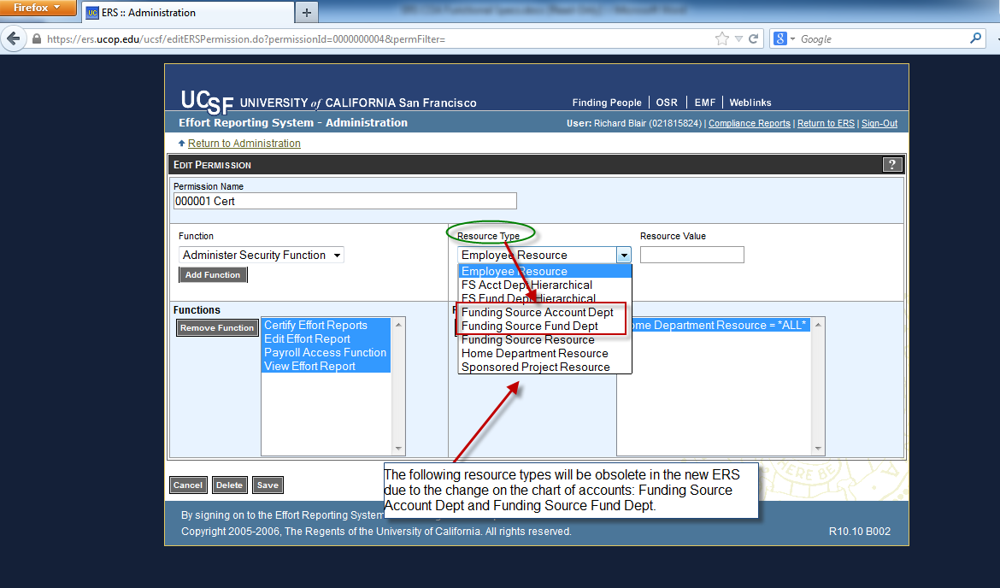 Firefox
UC ERS :: Administration
https://ers.ucop.edu/ucsf/editERSPermission.do?permissionId=0000000004&permFilter=
Google
UCSF UNIVERSITY of CALIFORNIA San Francisco
Finding People | OSR | EMF | Weblinks
Effort Reporting System - Administration
User: Richard Blair (021815824) | Compliance Reports | Return to ERS | Sign-Out
Return to Administration
EDIT PERMISSION
?
Permission Name
000001 Cert
Function
Resource Type
Resource Value
Administer Security Function
Employee Resource
Add Function
Employee Resource
FS Acct Dept Hierarchical
FS Fund Dept Hierarchical
Funding Source Account Dept
Funding Source Fund Dept
Funding Source Resource
Home Department Resource
Sponsored Project Resource
Functions
Remove Function
Certify Effort Reports
Edit Effort Report
Payroll Access Function
View Effort Report
Department Resource = *ALL*
The following resource types will be obsolete in the new ERS
due to the change on the chart of accounts: Funding Source
Account Dept and Funding Source Fund Dept.
HERE BE
Cancel
Delete
Save
By signing on to the Effort Reporting System
Copyright 2005-2006, The Regents of the University of California. All rights reserved.
R10.10 B002